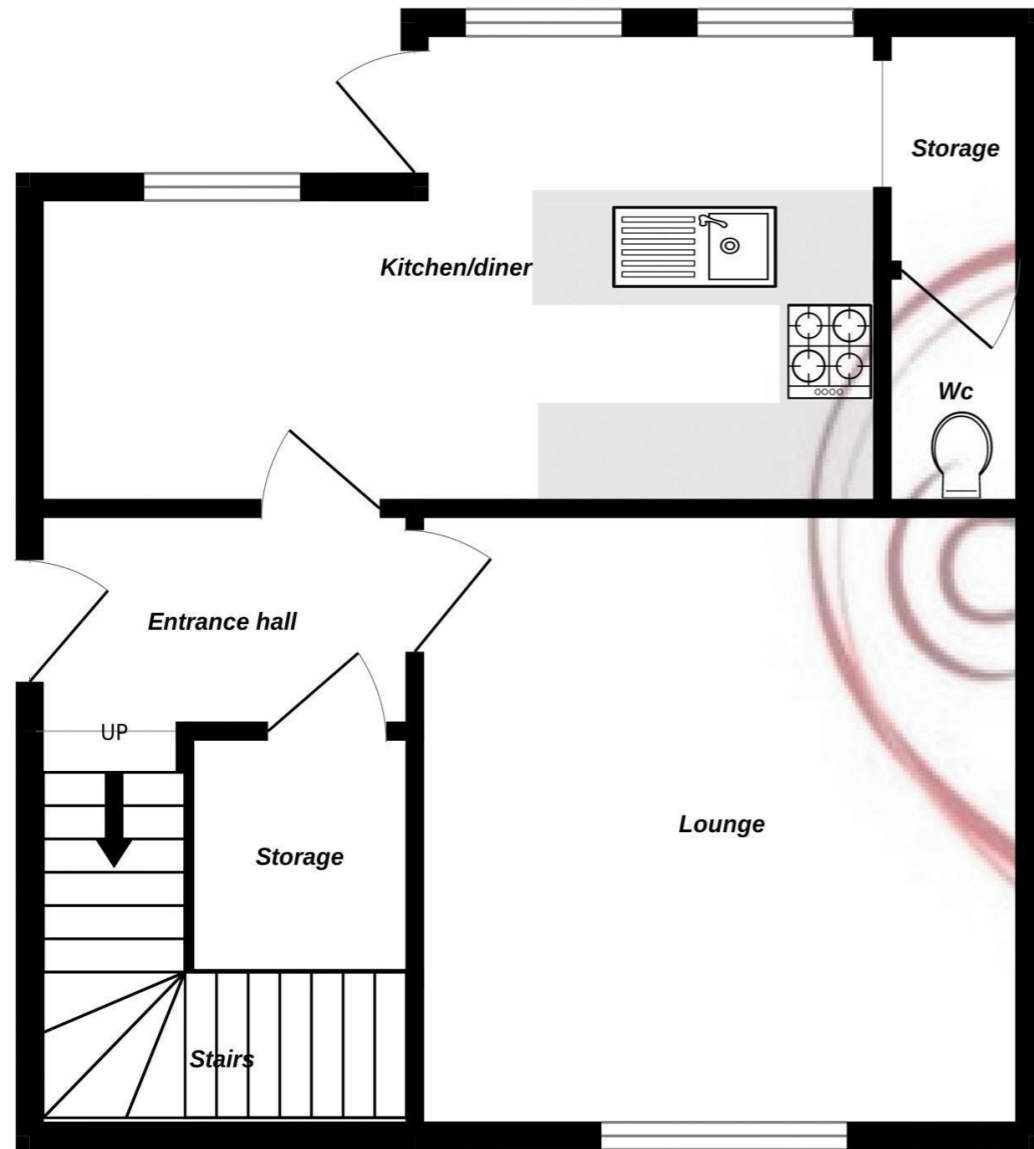 Storage
Kitchen/diner
Wc
Entrance hall
UP
Lounge
Storage
Stairs